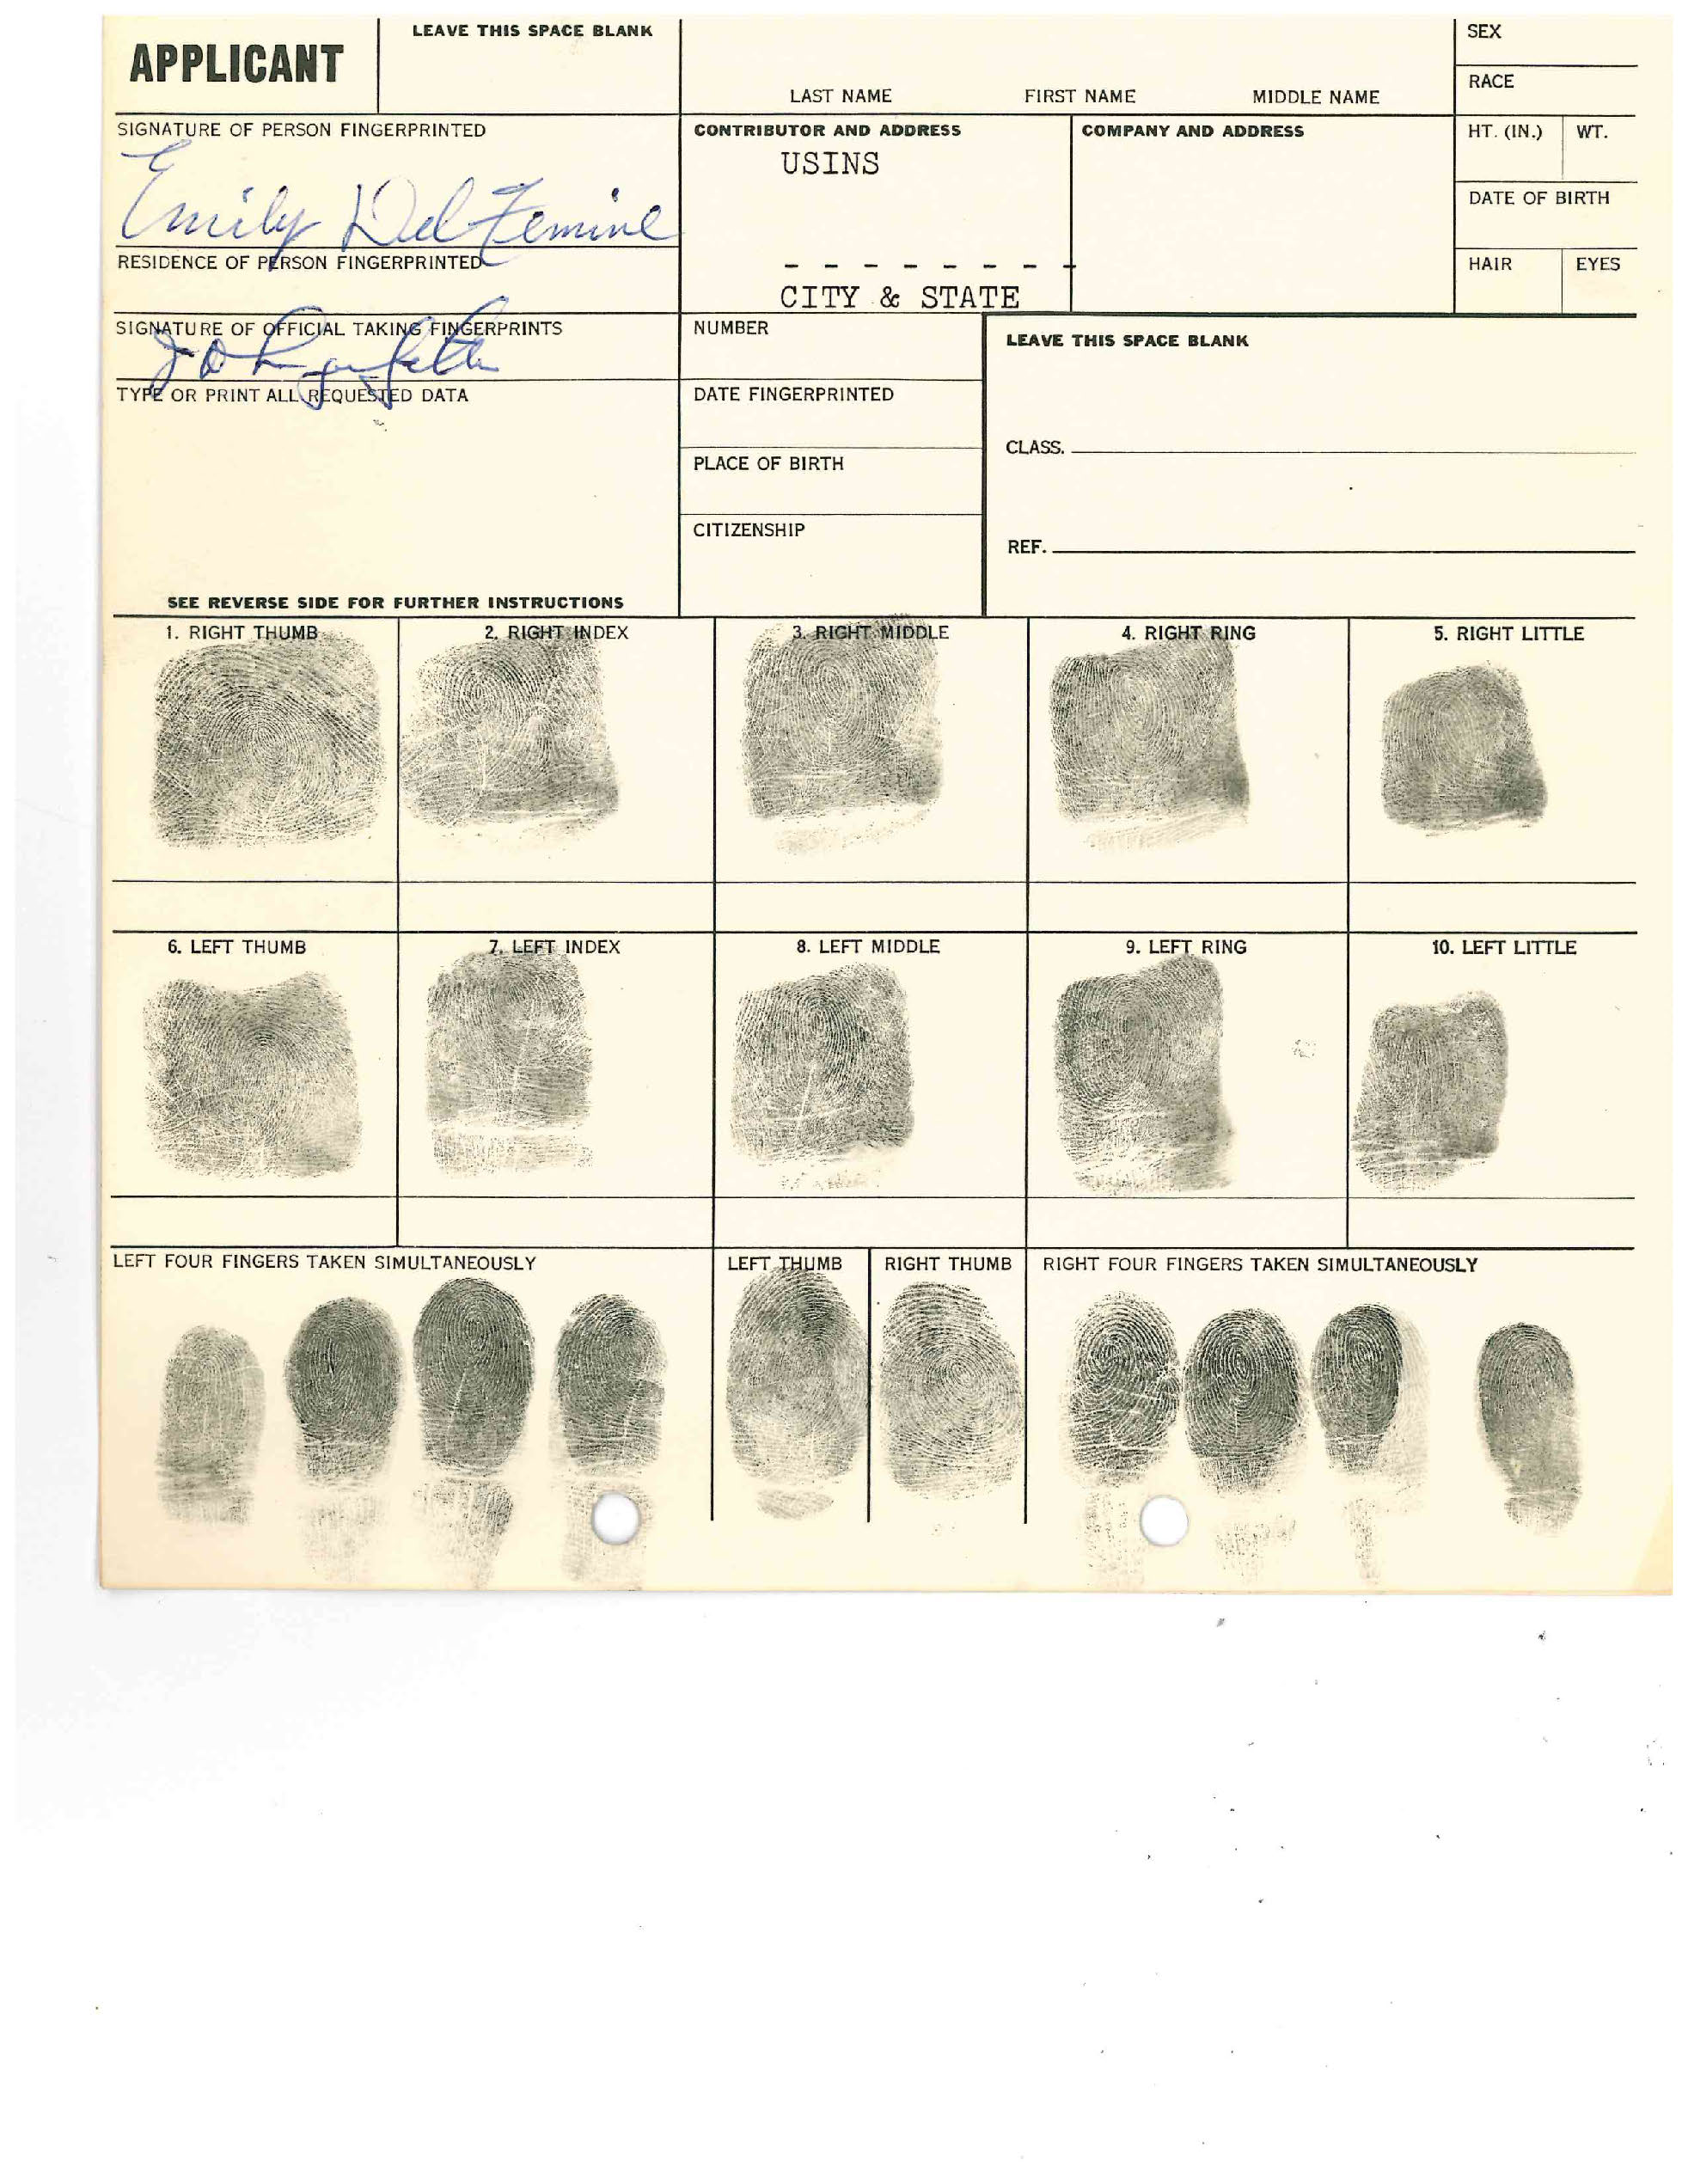 APPLICANT
LEAVE THIS SPACE BLANK
LAST NAME FIRST NAME MIDDLE NAME
SEX
RACE
SIGNATURE OF PERSON FINGERPRINTED
Emily Del Femine
CONTRIBUTOR AND ADDRESS
USINS
- - - - - - - -
CITY & STATE
COMPANY AND ADDRESS
HT. (IN.) WT.
DATE OF BIRTH
HAIR EYES
RESIDENCE OF PERSON FINGERPRINTED
SIGNATURE OF OFFICIAL TAKING FINGERPRINTS
TYPE OR PRINT ALL REQUESTED DATA
NUMBER
DATE FINGERPRINTED
PLACE OF BIRTH
CITIZENSHIP
LEAVE THIS SPACE BLANK
CLASS.
REF.
SEE REVERSE SIDE FOR FURTHER INSTRUCTIONS
1. RIGHT THUMB 2. RIGHT INDEX 3. RIGHT MIDDLE 4. RIGHT RING 5. RIGHT LITTLE
6. LEFT THUMB 7. LEFT INDEX 8. LEFT MIDDLE 9. LEFT RING 10. LEFT LITTLE
LEFT FOUR FINGERS TAKEN SIMULTANEOUSLY LEFT THUMB RIGHT THUMB RIGHT FOUR FINGERS TAKEN SIMULTANEOUSLY